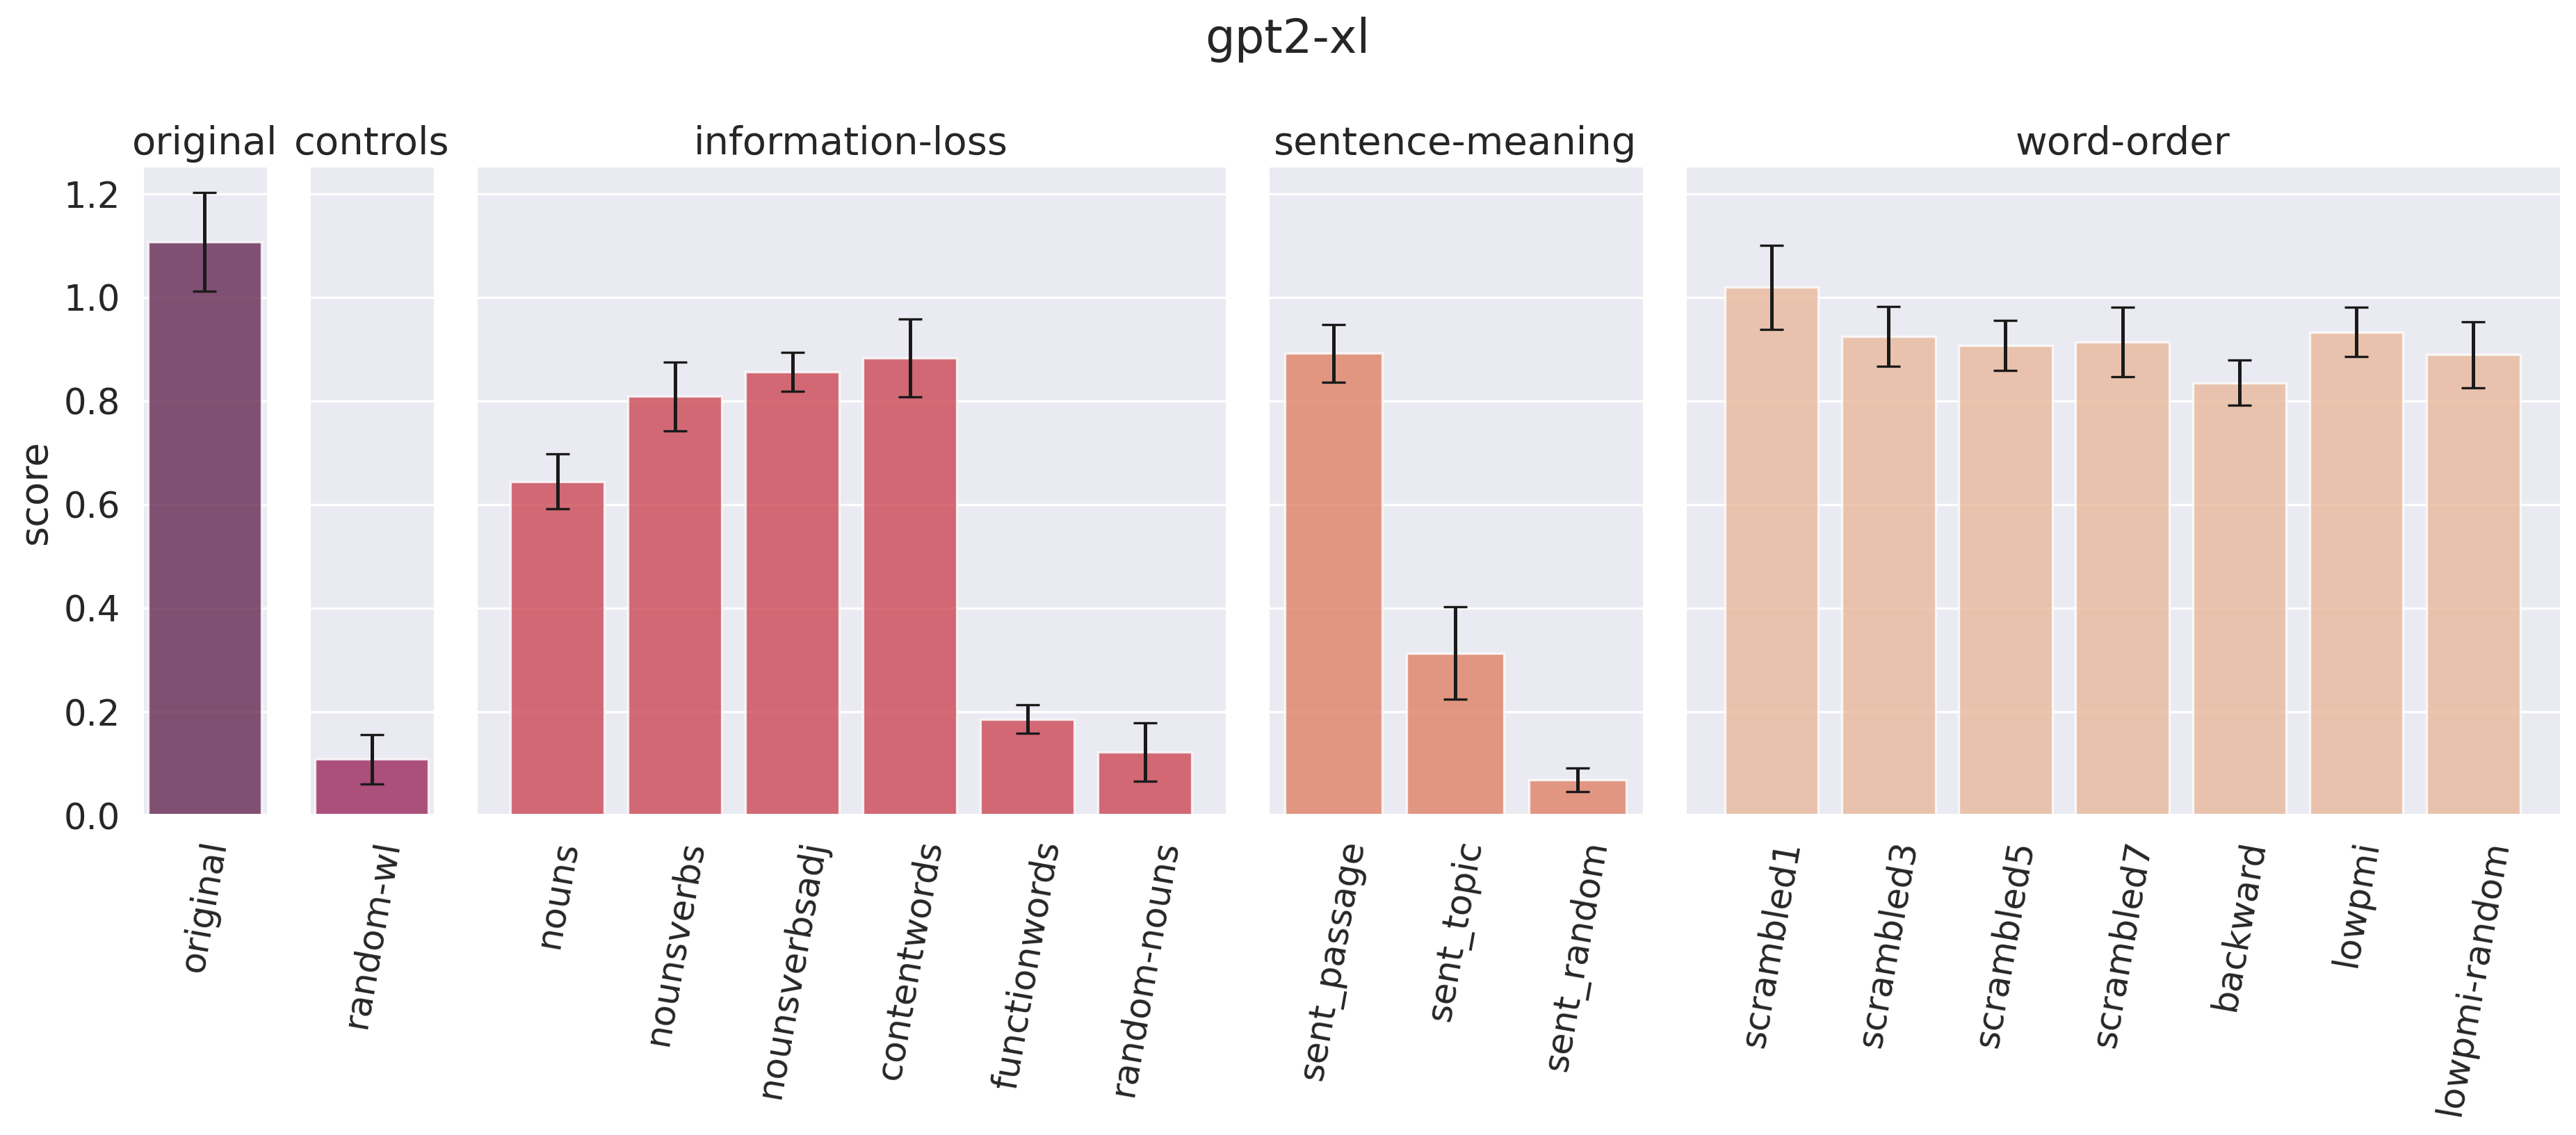 gpt2-xl
original
controls
information-loss
sentence-meaning
word-order
score
1.2
1.0
0.8
0.6
0.4
0.2
0.0
original
random-wl
nouns
nounsverbs
nounsverbsadj
contentwords
functionwords
random-nouns
sent_passage
sent_topic
sent_random
scrambled1
scrambled3
scrambled5
scrambled7
backward
lowpmi
lowpmi-random